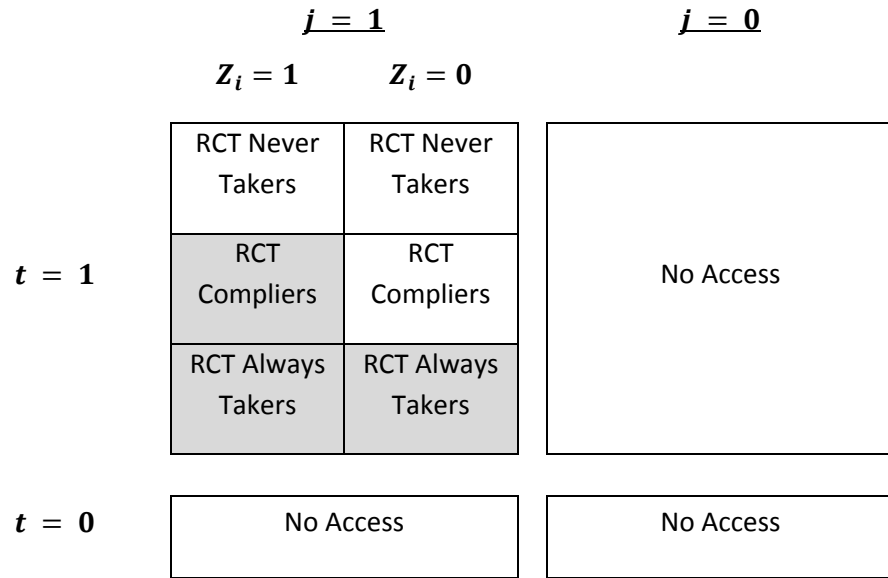 j = 1 j = 0
Z_i = 1 Z_i = 0
RCT Never Takers RCT Never Takers
t = 1 RCT Compliers RCT Compliers No Access
RCT Always Takers RCT Always Takers
t = 0 No Access No Access